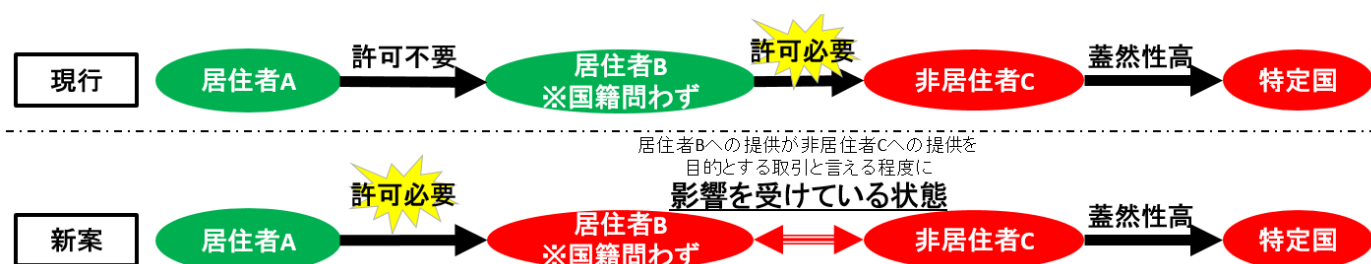 現行
居住者A
許可不要
居住者B
※国籍問わず
許可必要
非居住者C
蓋然性高
特定国
居住者Bへの提供が非居住者Cへの提供を
目的とする取引と言える程度に
影響を受けている状態
新案
居住者A
許可必要
居住者B
※国籍問わず
非居住者C
蓋然性高
特定国